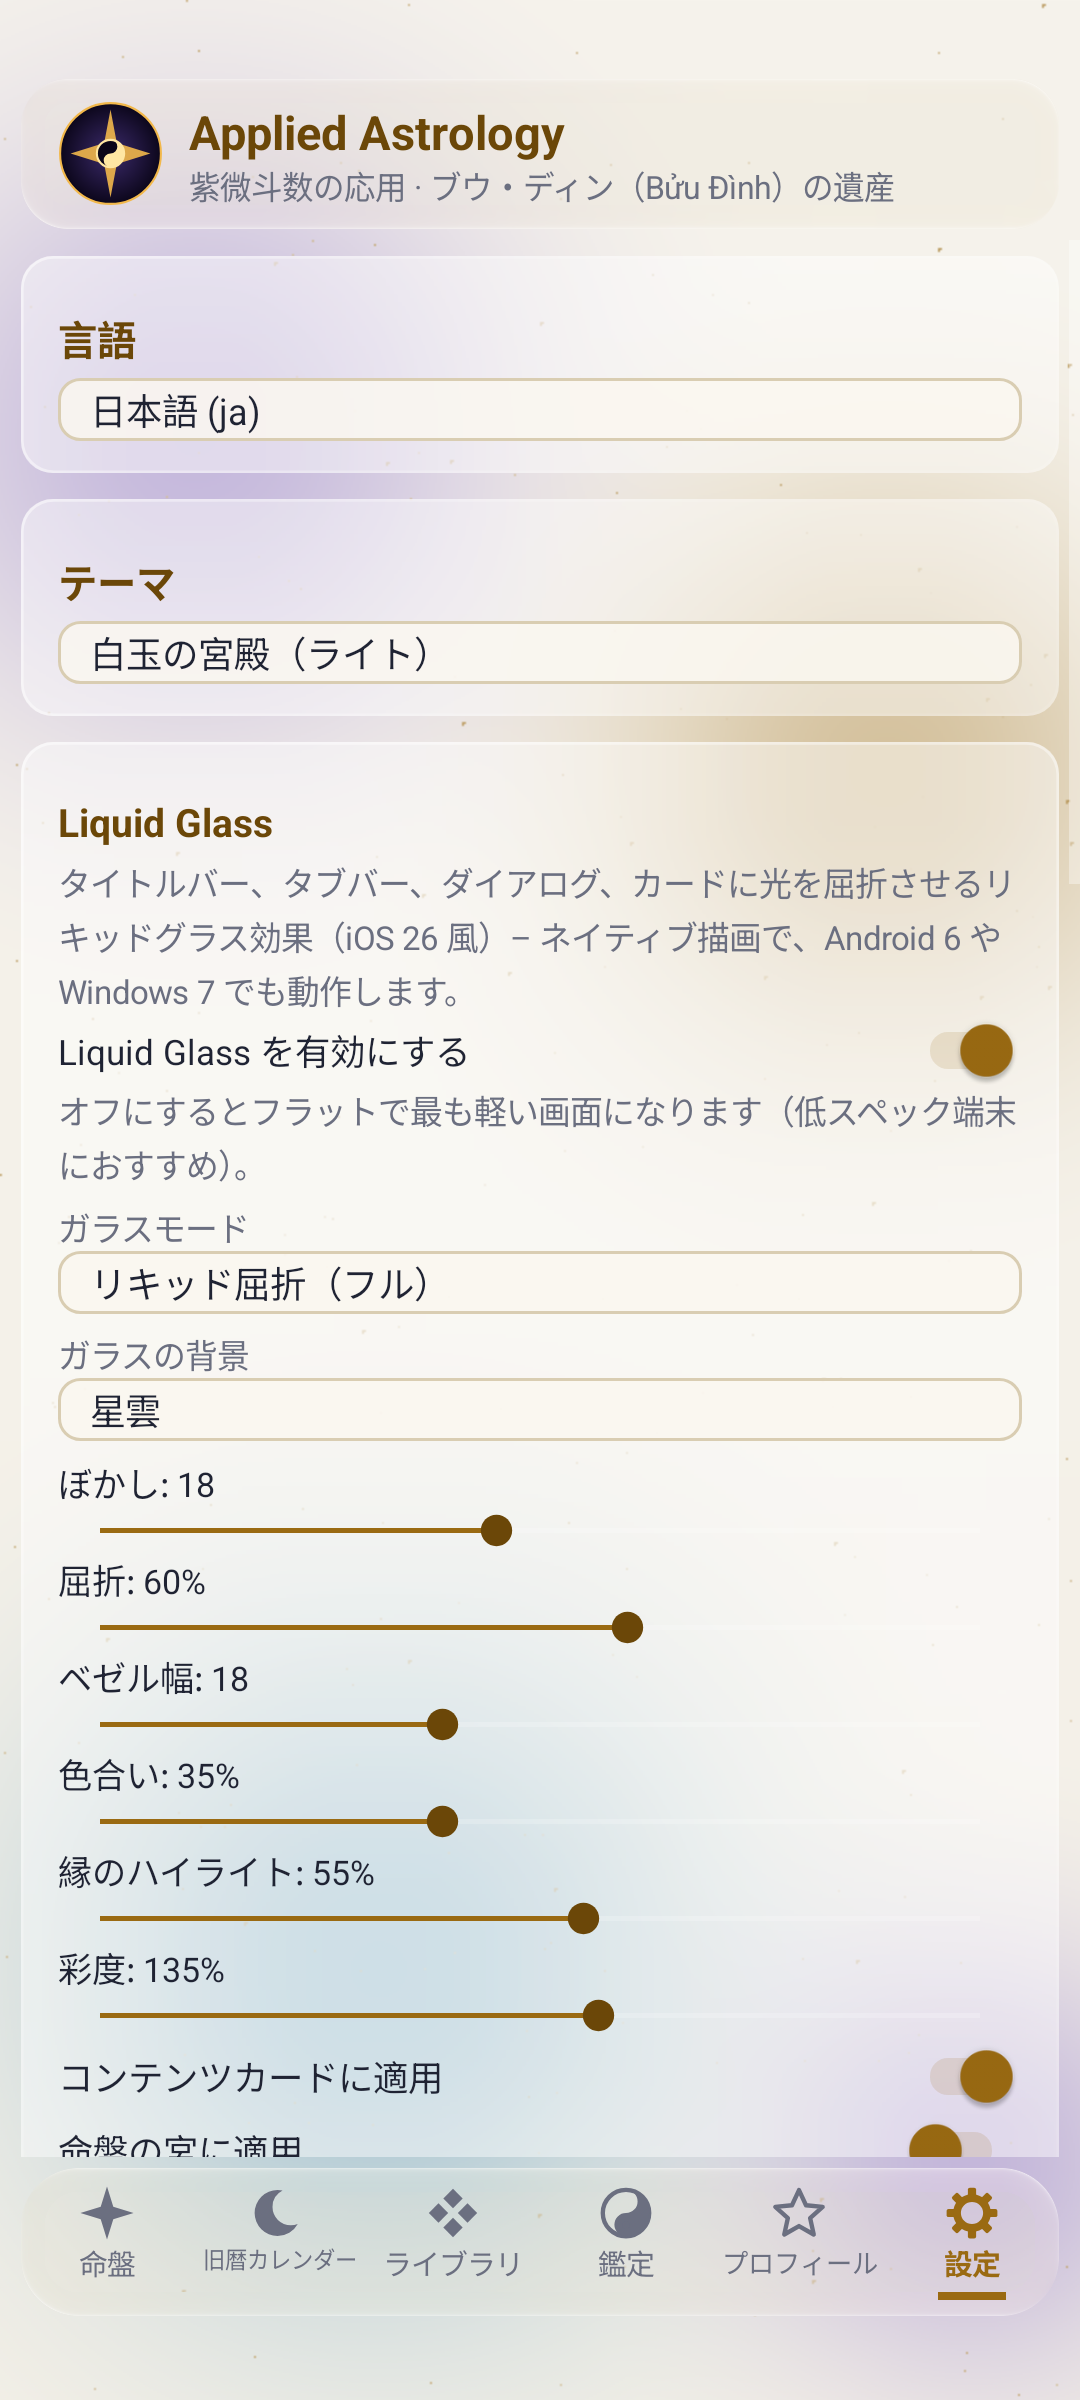 Applied Astrology
紫微斗数の応用 · ブウ・ディン（Bửu Đình）の遺産
言語
日本語 (ja)
テーマ
白玉の宮殿（ライト）
Liquid Glass
タイトルバー、タブバー、ダイアログ、カードに光を屈折させるリ
キッドグラス効果（iOS 26 風）– ネイティブ描画で、Android 6 や
Windows 7 でも動作します。
Liquid Glass を有効にする
オフにするとフラットで最も軽い画面になります（低スペック端末
におすすめ）。
ガラスモード
リキッド屈折（フル）
ガラスの背景
星雲
ぼかし: 18
屈折: 60%
ベゼル幅: 18
色合い: 35%
縁のハイライト: 55%
彩度: 135%
コンテンツカードに適用
命盤の宮に適用
命盤
旧暦カレンダー
ライブラリ
鑑定
プロフィール
設定